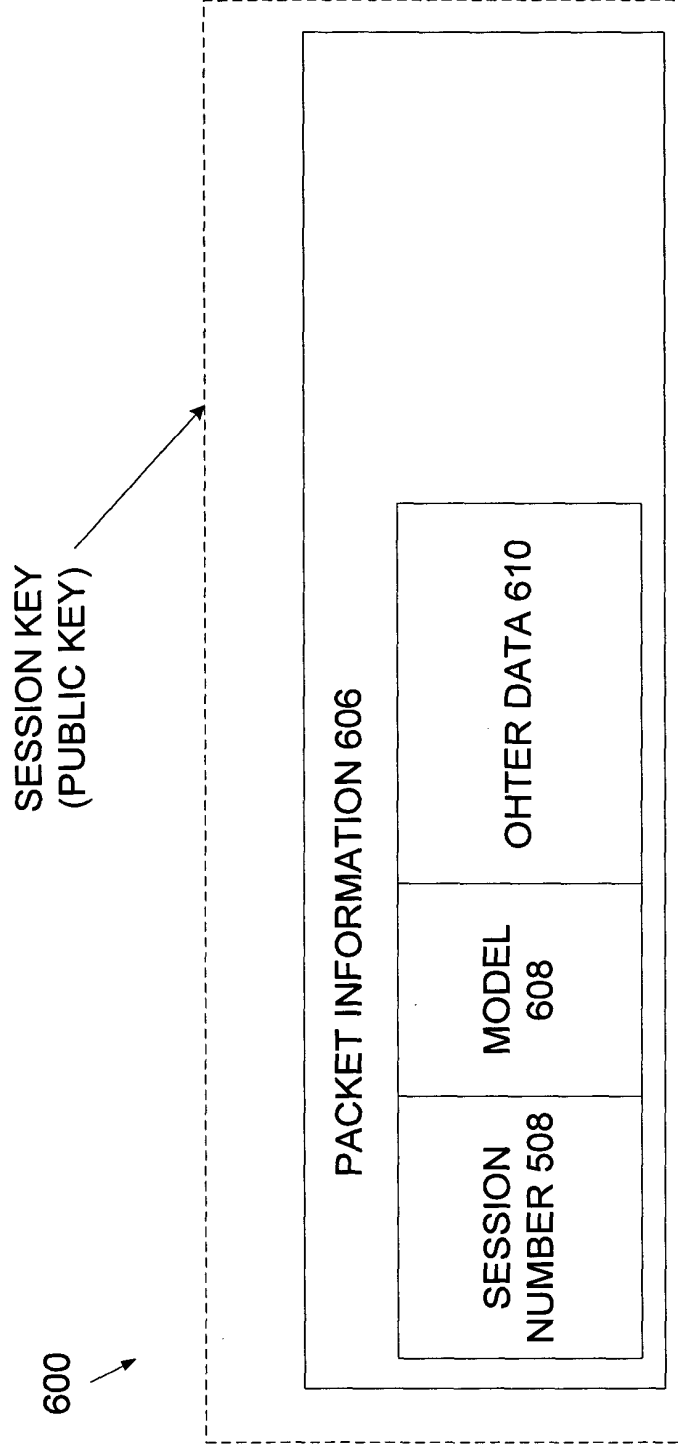 600
SESSION KEY
(PUBLIC KEY)
PACKET INFORMATION 606
SESSION
NUMBER 508
MODEL
608
OHTER DATA 610